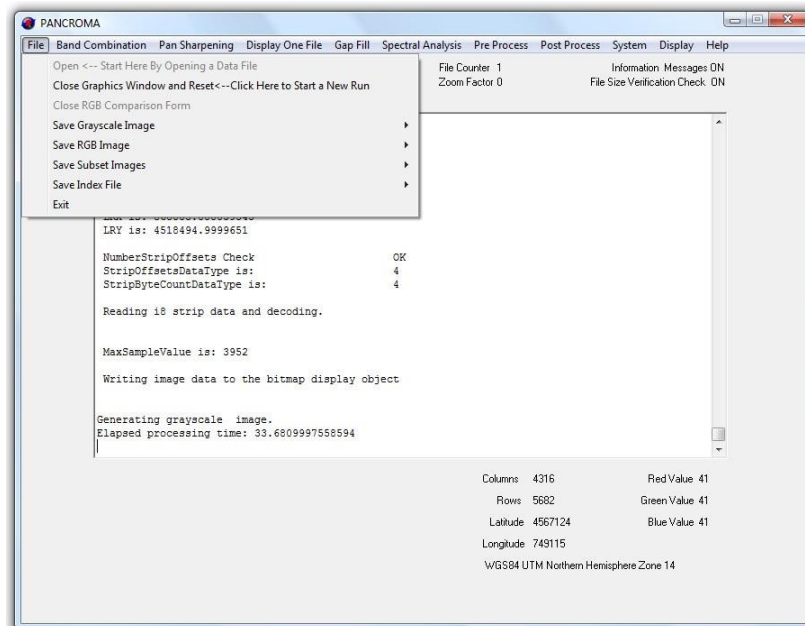 PANCROMA
File Band Combination Pan Sharpening Display One File Gap Fill Spectral Analysis Pre Process Post Process System Display Help
Open <-- Start Here By Opening a Data File
Close Graphics Window and Reset<--Click Here to Start a New Run
Close RGB Comparison Form
Save Grayscale Image
Save RGB Image
Save Subset Images
Save Index File
Exit
File Counter 1 Information Messages ON
Zoom Factor 0 File Size Verification Check ON
LRY is: 4518494.9999651
NumberStripOffsets Check OK
StripOffsetsDataType is: 4
StripByteCountDataType is: 4
Reading i8 strip data and decoding.
MaxSampleValue is: 3952
Writing image data to the bitmap display object
Generating grayscale image.
Elapsed processing time: 33.6809997558594
Columns 4316 Red Value 41
Rows 5682 Green Value 41
Latitude 4567124 Blue Value 41
Longitude 749115
WGS84 UTM Northern Hemisphere Zone 14